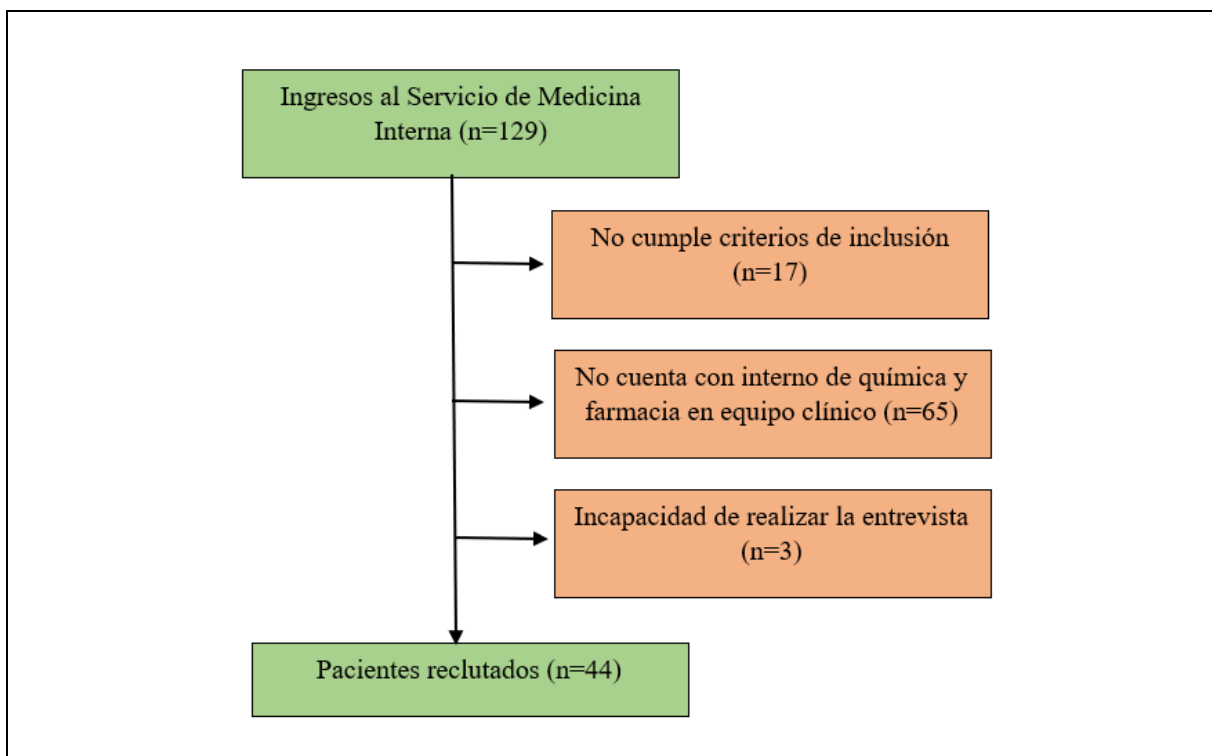 Ingresos al Servicio de Medicina
Interna (n=129)
No cumple criterios de inclusión
(n=17)
No cuenta con interno de química y
farmacia en equipo clínico (n=65)
Incapacidad de realizar la entrevista
(n=3)
Pacientes reclutados (n=44)